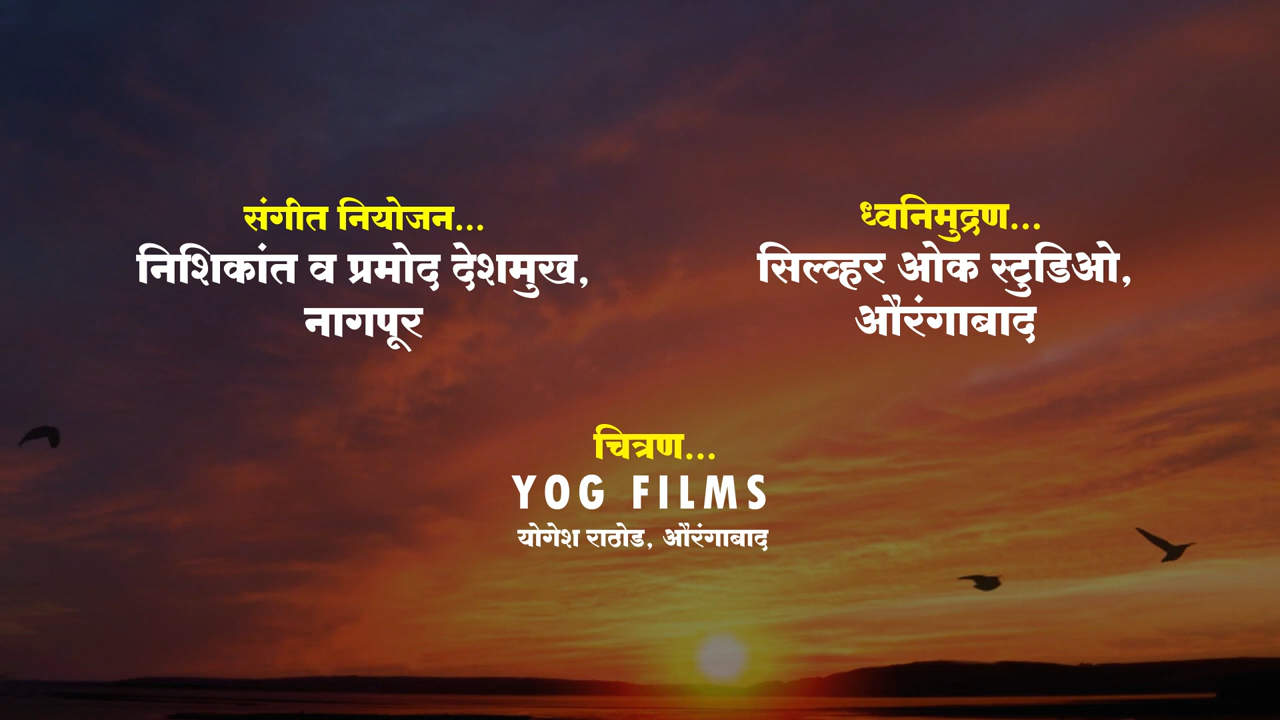 संगीत नियोजन...
निशिकांत व प्रमोद देशमुख,
नागपूर
ध्वनिमुद्रण...
सिल्व्हर ओक स्टुडिओ,
औरंगाबाद
चित्रण...
YOG FILMS
योगेश राठोड, औरंगाबाद